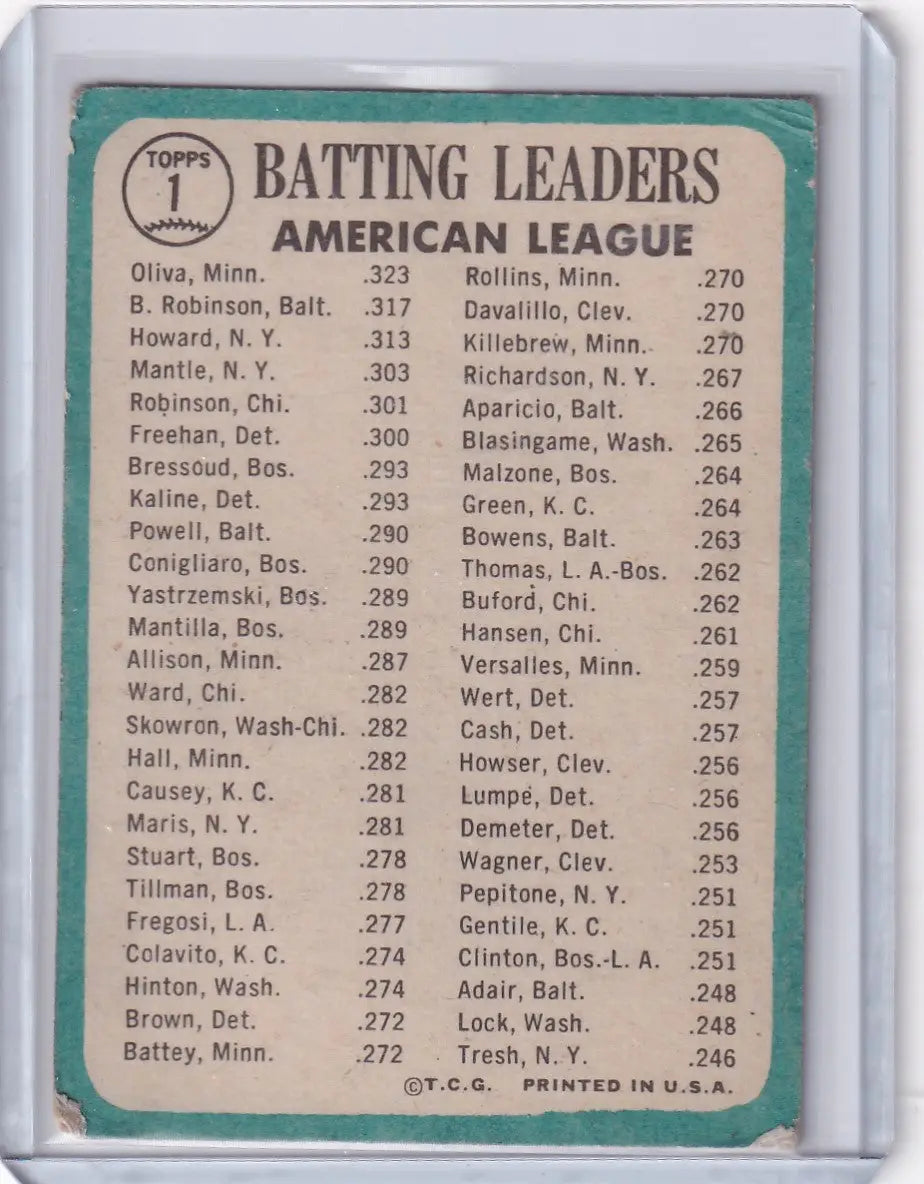 TOPPS
1
BATTING LEADERS
AMERICAN LEAGUE
Oliva, Minn. .323
B. Robinson, Balt. .317
Howard, N. Y. .313
Mantle, N. Y. .303
Robinson, Chi. .301
Freehan, Det. .300
Bressoud, Bos. .293
Kaline, Det. .293
Powell, Balt. .290
Conigliaro, Bos. .290
Yastrzemski, Bos. .289
Mantilla, Bos. .289
Allison, Minn. .287
Ward, Chi. .282
Skowron, Wash-Chi. .282
Hall, Minn. .282
Causey, K. C. .281
Maris, N. Y. .281
Stuart, Bos. .278
Tillman, Bos. .278
Fregosi, L. A. .277
Colavito, K. C. .274
Hinton, Wash. .274
Brown, Det. .272
Battey, Minn. .272
Rollins, Minn. .270
Davalillo, Clev. .270
Killebrew, Minn. .270
Richardson, N. Y. .267
Aparicio, Balt. .266
Blasingame, Wash. .265
Malzone, Bos. .264
Green, K. C. .264
Bowens, Balt. .263
Thomas, L. A.-Bos. .262
Buford, Chi. .262
Hansen, Chi. .261
Versalles, Minn. .259
Wert, Det. .257
Cash, Det. .257
Howser, Clev. .256
Lumpe, Det. .256
Demeter, Det. .256
Wagner, Clev. .253
Pepitone, N. Y. .251
Gentile, K. C. .251
Clinton, Bos.-L. A. .251
Adair, Balt. .248
Lock, Wash. .248
Tresh, N. Y. .246
©T.C.G. PRINTED IN U.S.A.